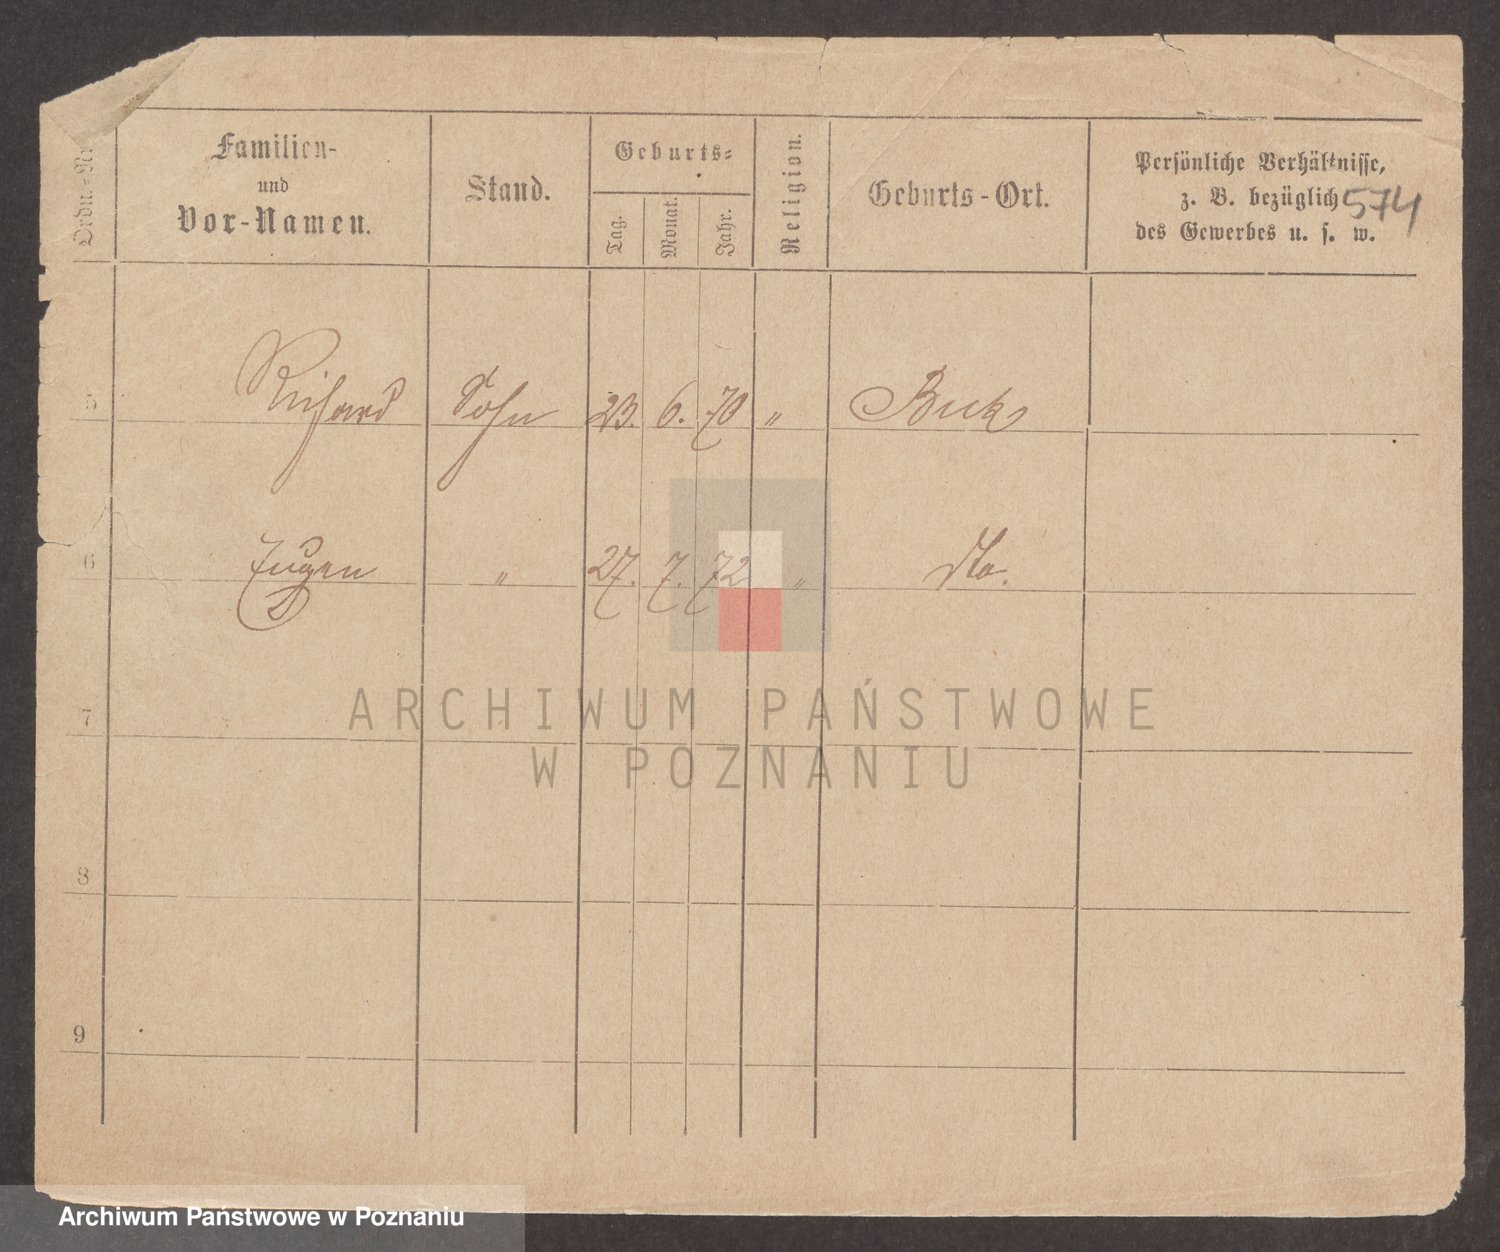 Ordn.-Nr.
Familien-
und
Vor-Namen.
Stand.
Geburts-
Tag.
Monat.
Jahr.
Religion.
Geburts-Ort.
Persönliche Verhältnisse,
z. B. bezüglich
des Gewerbes u. s. w.
574
5 Richard Sohn 23. 6. 70 " Buk
6 Eugen " 27. 7. 72 " dto.
7
ARCHIWUM PAŃSTWOWE
W POZNANIU
8
9
Archiwum Państwowe w Poznaniu